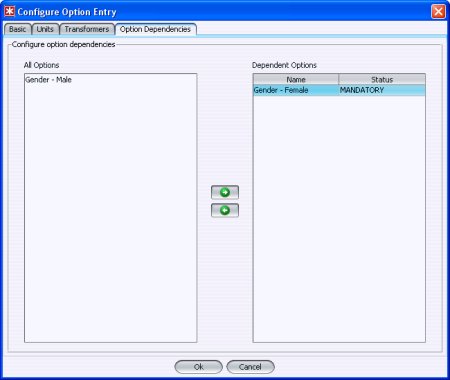 Configure Option Entry
Basic Units Transformers Option Dependencies
Configure option dependencies
All Options Dependent Options
Gender - Male
Name Status
Gender - Female MANDATORY
Ok Cancel